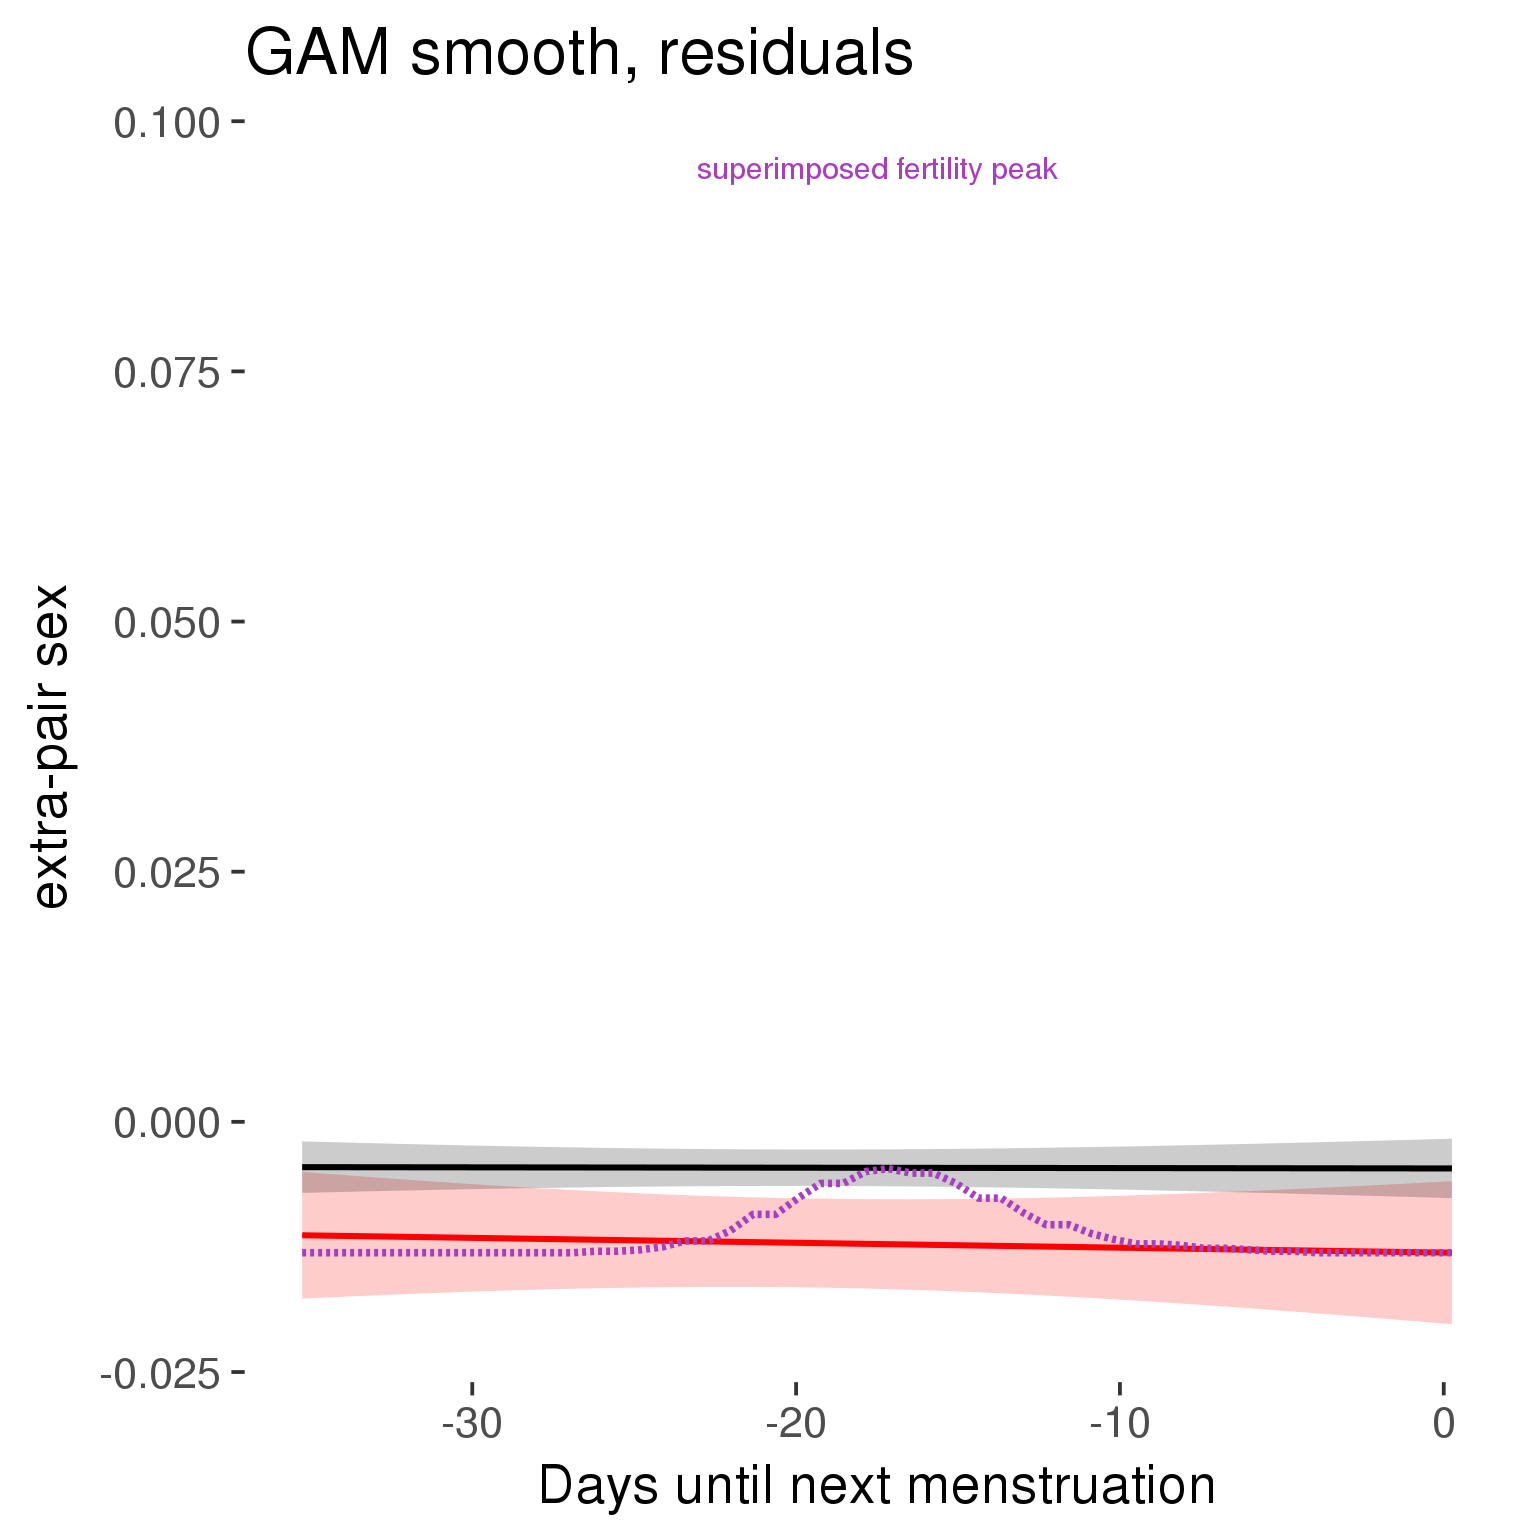 GAM smooth, residuals
0.100
superimposed fertility peak
0.075
0.050
extra-pair sex
0.025
0.000
-0.025
-30 -20 -10 0
Days until next menstruation